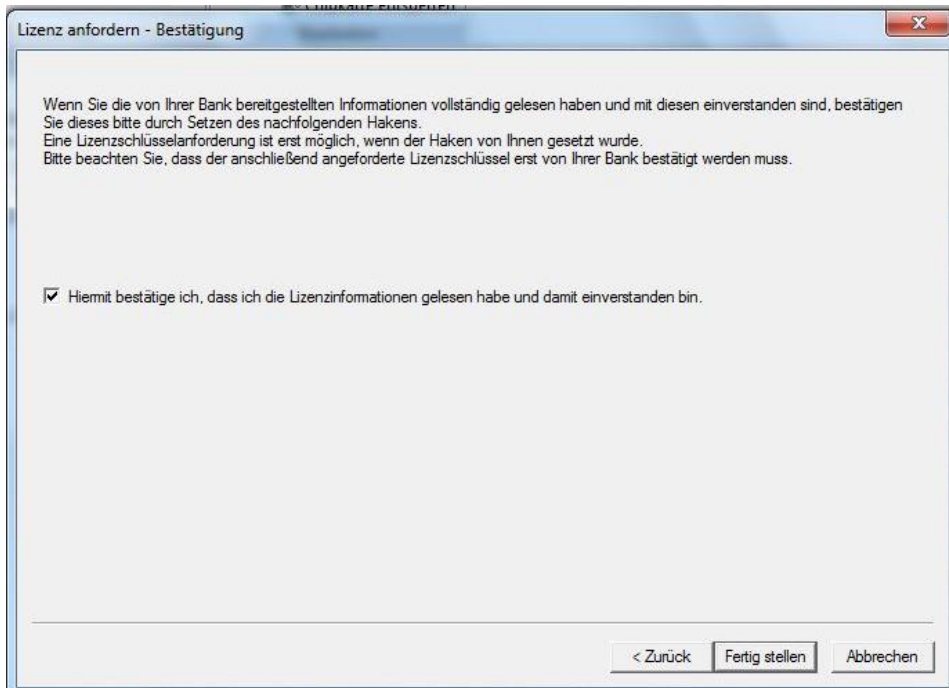 Chipkarte entsperren
Lizenz anfordern - Bestätigung
Wenn Sie die von Ihrer Bank bereitgestellten Informationen vollständig gelesen haben und mit diesen einverstanden sind, bestätigen
Sie dieses bitte durch Setzen des nachfolgenden Hakens.
Eine Lizenzschlüsselanforderung ist erst möglich, wenn der Haken von Ihnen gesetzt wurde.
Bitte beachten Sie, dass der anschließend angeforderte Lizenzschlüssel erst von Ihrer Bank bestätigt werden muss.
Hiermit bestätige ich, dass ich die Lizenzinformationen gelesen habe und damit einverstanden bin.
< Zurück Fertig stellen Abbrechen